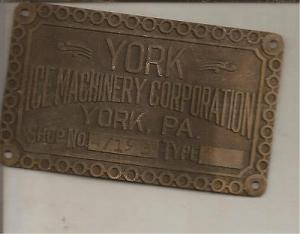 YORK
ICE MACHINERY CORPORATION
YORK, PA.
SHOP NO. TYPE